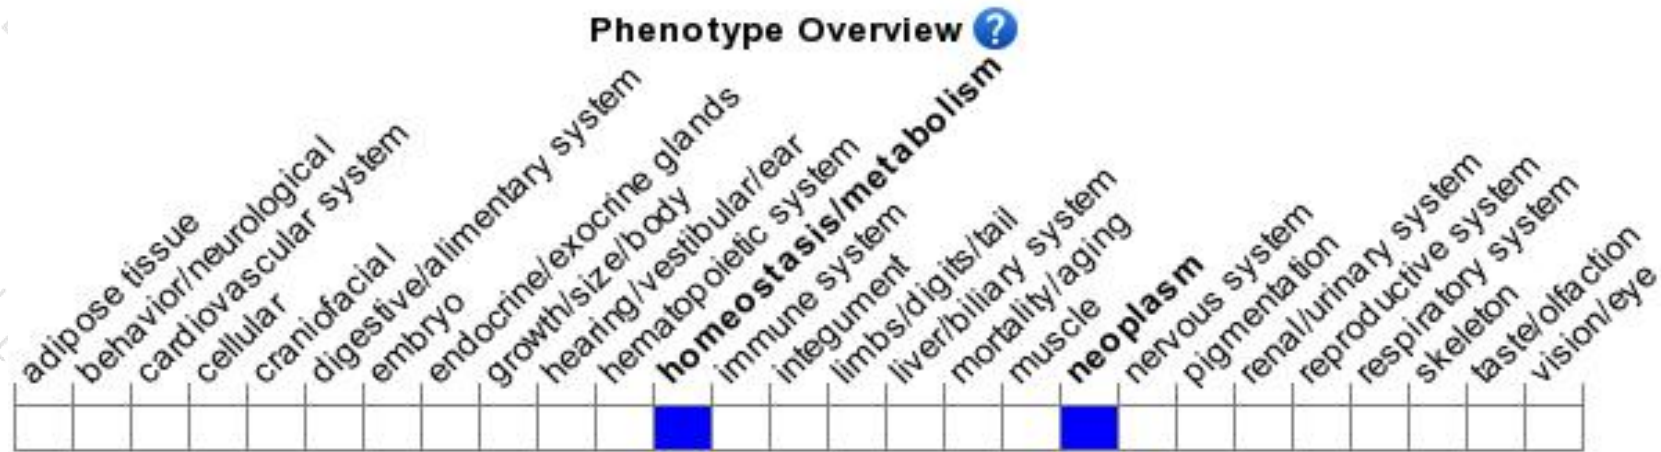 Phenotype Overview ?
adipose tissue
behavior/neurological
cardiovascular system
cellular
craniofacial
digestive/alimentary system
embryo
endocrine/exocrine glands
growth/size/body
hearing/vestibular/ear
hematopoietic system
homeostasis/metabolism
immune system
integument
limbs/digits/tail
liver/biliary system
mortality/aging
muscle
neoplasm
nervous system
pigmentation
renal/urinary system
reproductive system
respiratory system
skeleton
taste/olfaction
vision/eye